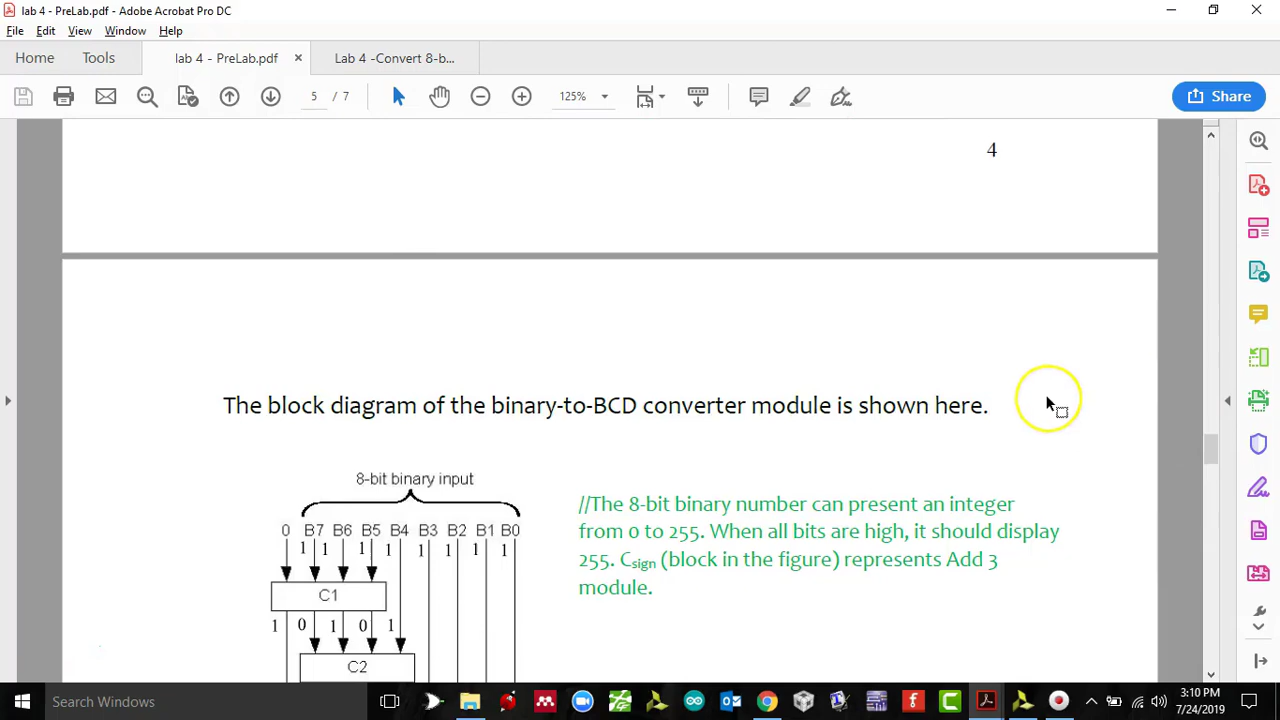 lab 4 - PreLab.pdf - Adobe Acrobat Pro DC
File Edit View Window Help
Home Tools lab 4 - PreLab.pdf × Lab 4 -Convert 8-b...
5 / 7 125% Share
4
The block diagram of the binary-to-BCD converter module is shown here.
8-bit binary input
0 B7 B6 B5 B4 B3 B2 B1 B0
1 1 1 1 1 1 1 1
C1
1 0 1 0 1
C2
//The 8-bit binary number can present an integer
from 0 to 255. When all bits are high, it should display
255. Csign (block in the figure) represents Add 3
module.
Search Windows
3:10 PM
7/24/2019